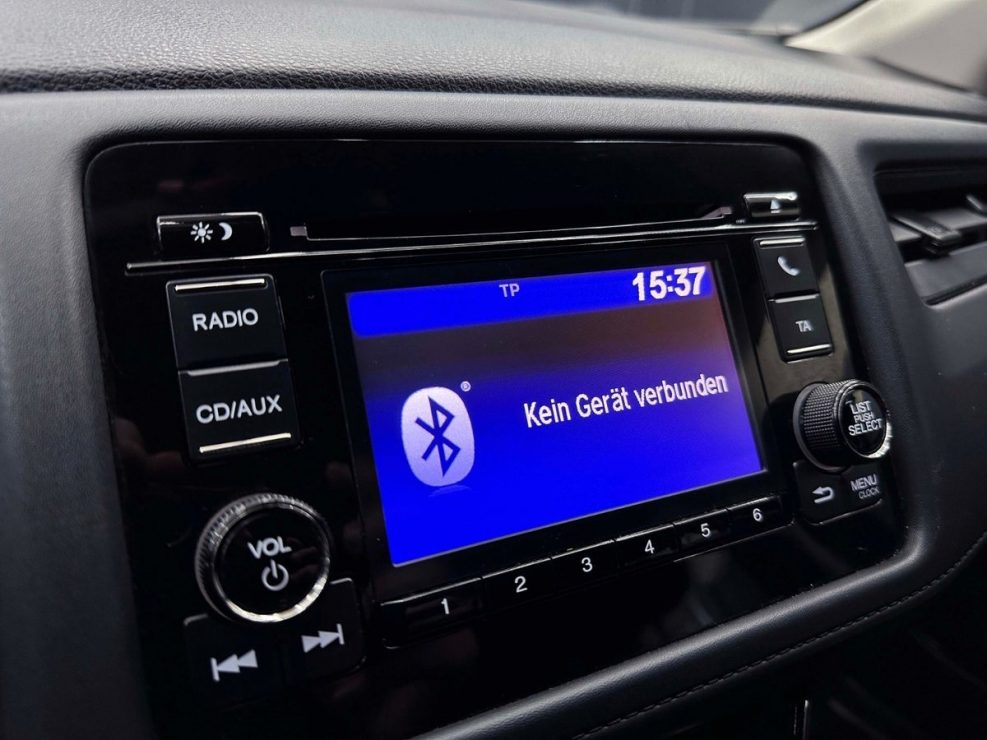 TP
15:37
RADIO
TA
CD/AUX
®
Kein Gerät verbunden
LIST
PUSH
SELECT
MENU
CLOCK
VOL
1 2 3 4 5 6